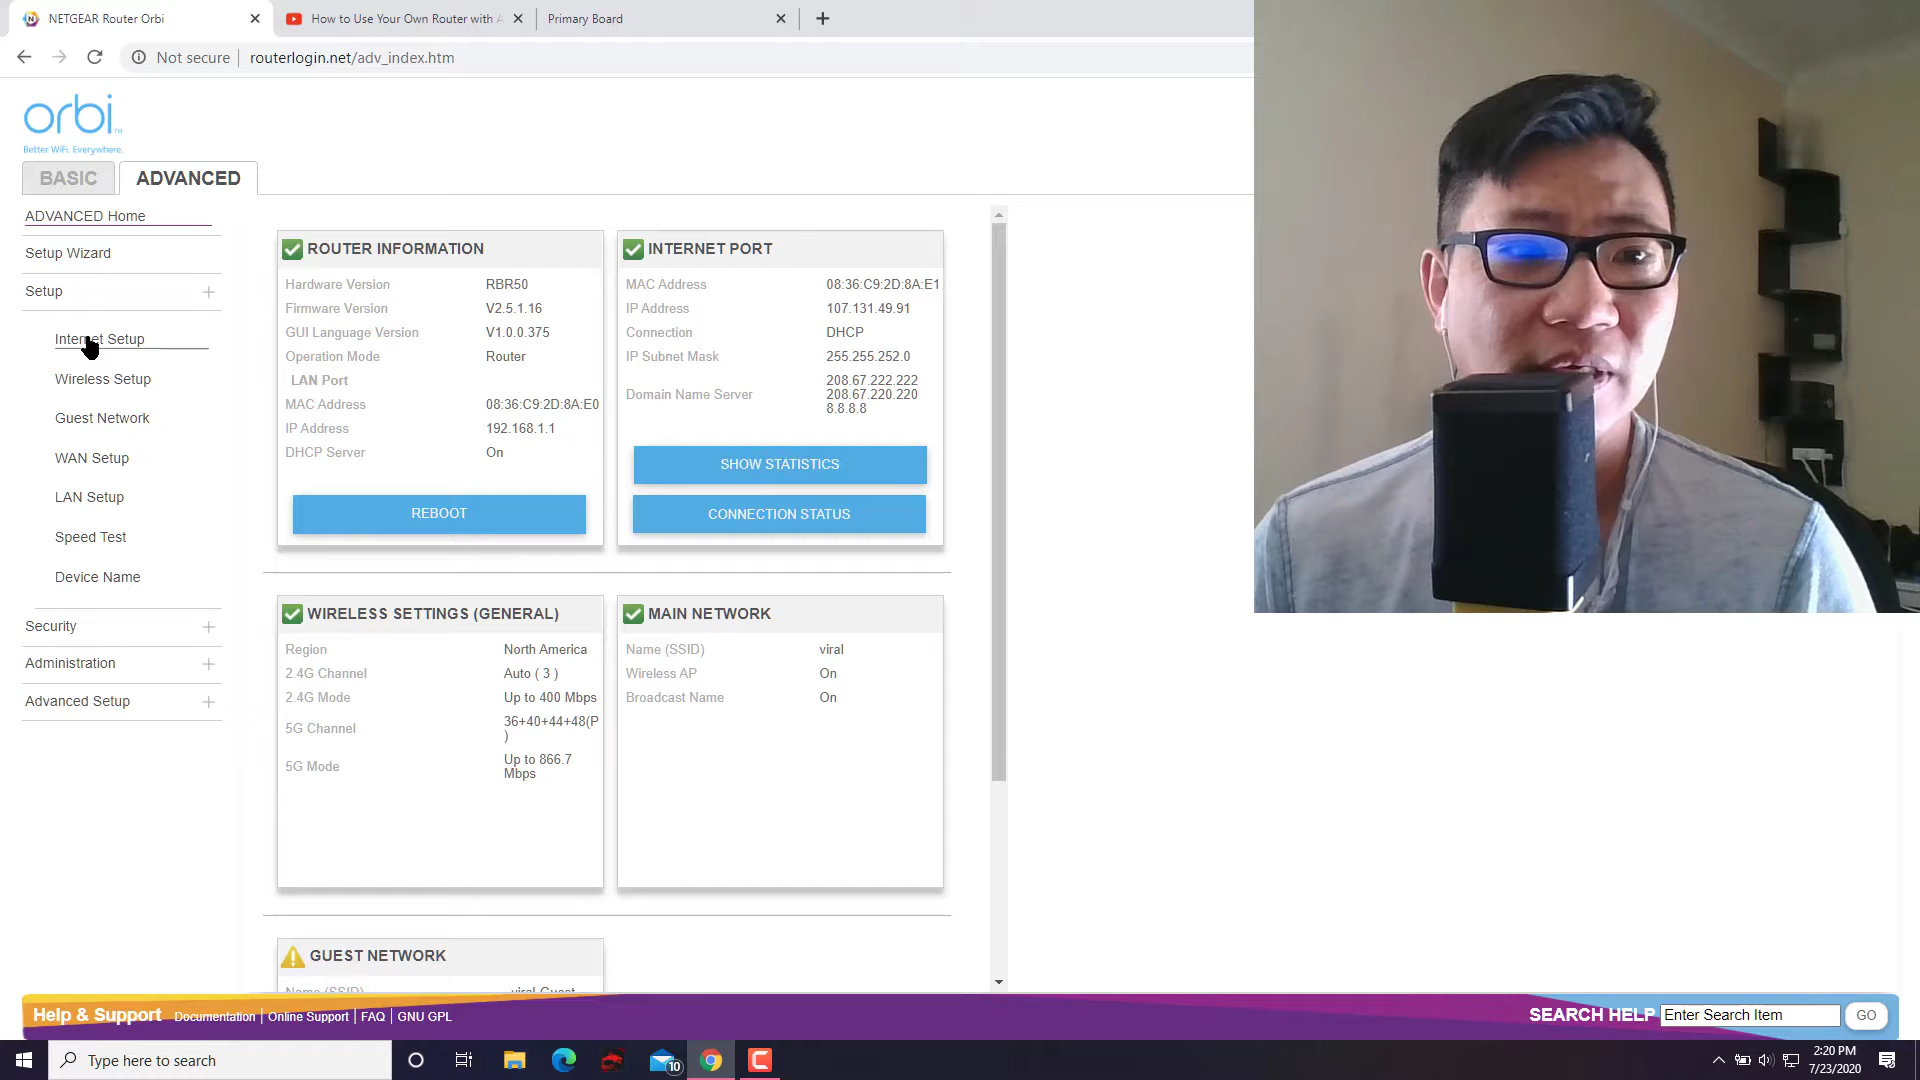 NETGEAR Router Orbi
How to Use Your Own Router with A
Primary Board
Not secure
routerlogin.net/adv_index.htm
orbi
Better WiFi. Everywhere.
BASIC
ADVANCED
ADVANCED Home
Setup Wizard
Setup
Internet Setup
Wireless Setup
Guest Network
WAN Setup
LAN Setup
Speed Test
Device Name
Security
Administration
Advanced Setup
ROUTER INFORMATION
Hardware Version RBR50
Firmware Version V2.5.1.16
GUI Language Version V1.0.0.375
Operation Mode Router
LAN Port
MAC Address 08:36:C9:2D:8A:E0
IP Address 192.168.1.1
DHCP Server On
REBOOT
INTERNET PORT
MAC Address 08:36:C9:2D:8A:E1
IP Address 107.131.49.91
Connection DHCP
IP Subnet Mask 255.255.252.0
Domain Name Server 208.67.222.222
208.67.220.220
8.8.8.8
SHOW STATISTICS
CONNECTION STATUS
WIRELESS SETTINGS (GENERAL)
Region North America
2.4G Channel Auto ( 3 )
2.4G Mode Up to 400 Mbps
5G Channel 36+40+44+48(P
)
5G Mode Up to 866.7
Mbps
MAIN NETWORK
Name (SSID) viral
Wireless AP On
Broadcast Name On
GUEST NETWORK
Name (SSID) viral-Guest
Help & Support Documentation | Online Support | FAQ | GNU GPL
SEARCH HELP Enter Search Item GO
Type here to search
10
2:20 PM
7/23/2020